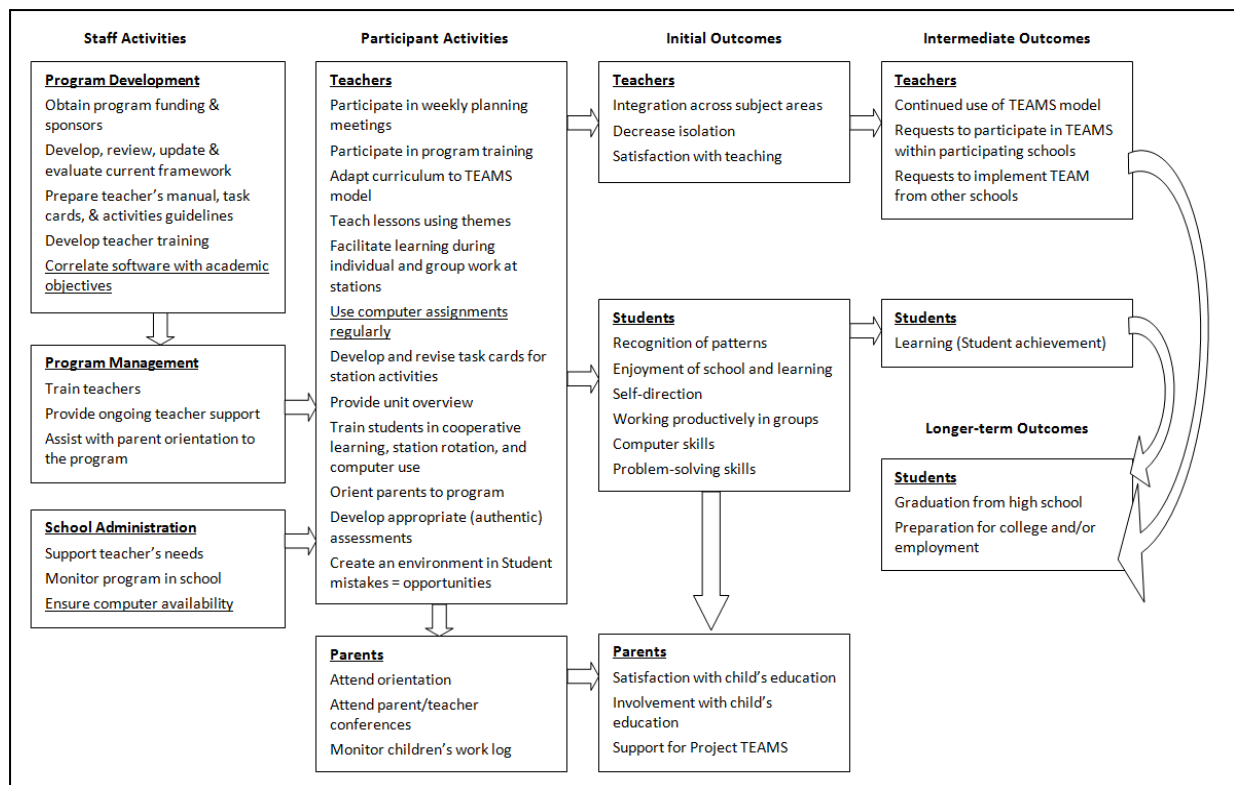 Staff Activities
Participant Activities
Initial Outcomes
Intermediate Outcomes
Program Development
Obtain program funding &
sponsors
Develop, review, update &
evaluate current framework
Prepare teacher's manual, task
cards, & activities guidelines
Develop teacher training
Correlate software with academic
objectives
Program Management
Train teachers
Provide ongoing teacher support
Assist with parent orientation to
the program
School Administration
Support teacher's needs
Monitor program in school
Ensure computer availability
Teachers
Participate in weekly planning
meetings
Participate in program training
Adapt curriculum to TEAMS
model
Teach lessons using themes
Facilitate learning during
individual and group work at
stations
Use computer assignments
regularly
Develop and revise task cards for
station activities
Provide unit overview
Train students in cooperative
learning, station rotation, and
computer use
Orient parents to program
Develop appropriate (authentic)
assessments
Create an environment in Student
mistakes = opportunities
Parents
Attend orientation
Attend parent/teacher
conferences
Monitor children's work log
Teachers
Integration across subject areas
Decrease isolation
Satisfaction with teaching
Students
Recognition of patterns
Enjoyment of school and learning
Self-direction
Working productively in groups
Computer skills
Problem-solving skills
Parents
Satisfaction with child's education
Involvement with child's
education
Support for Project TEAMS
Teachers
Continued use of TEAMS model
Requests to participate in TEAMS
within participating schools
Requests to implement TEAM
from other schools
Students
Learning (Student achievement)
Longer-term Outcomes
Students
Graduation from high school
Preparation for college and/or
employment